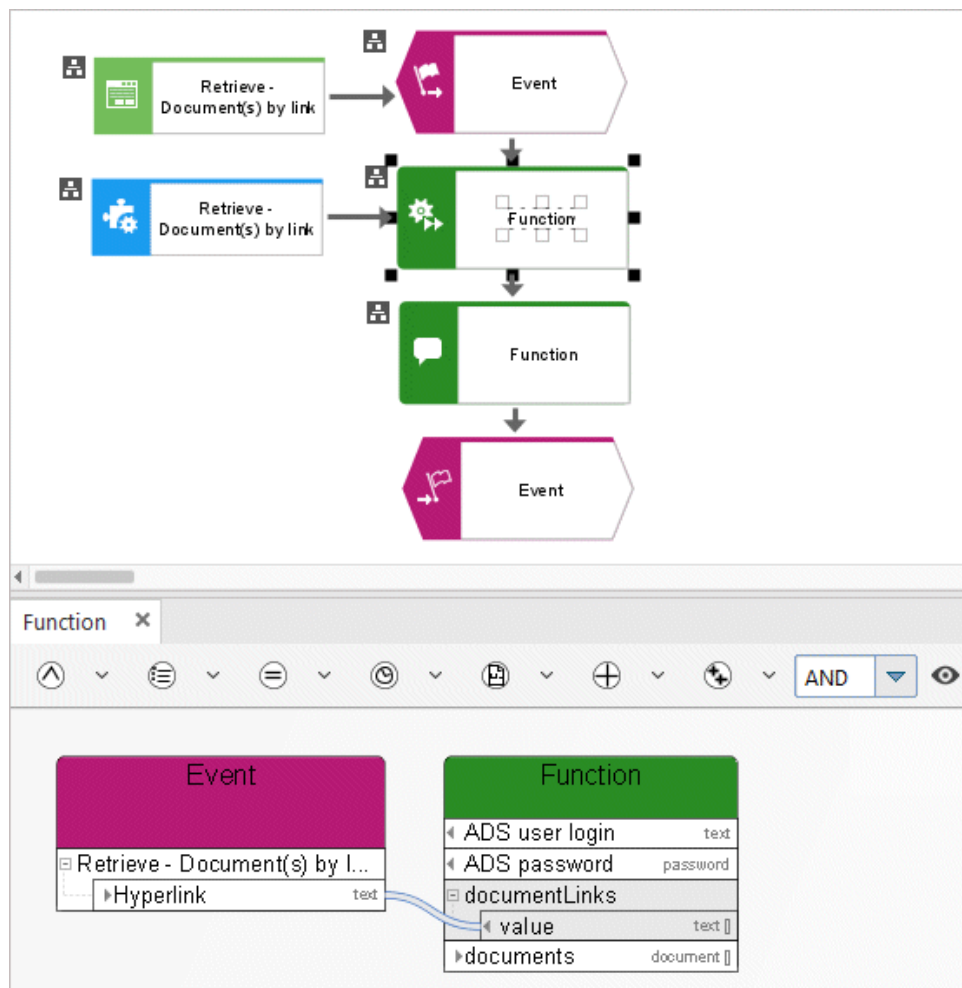 Retrieve -
Document(s) by link
Event
Retrieve -
Document(s) by link
Function
Function
Event
Function
AND
Event
Function
Retrieve - Document(s) by l...
Hyperlink text
ADS user login text
ADS password password
documentLinks
value text []
documents document []